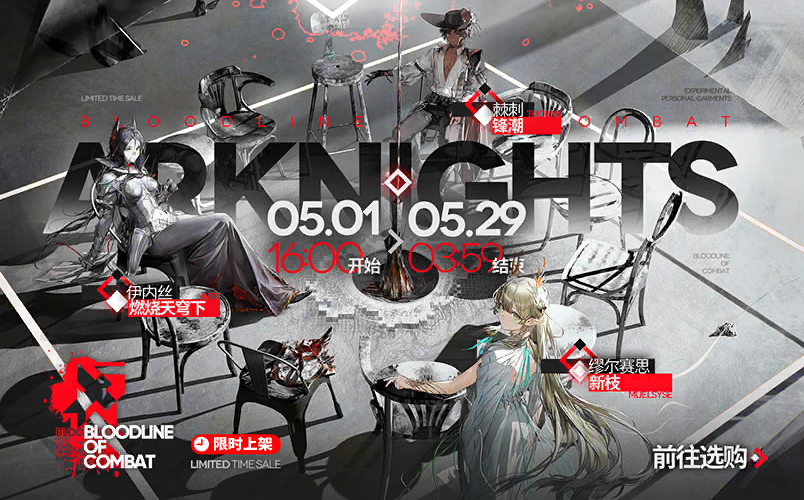 LIMITED TIME SALE
EXPERIMENTAL
PERSONAL GARMENTS
棘刺
锋潮
BLOODLINE OF COMBAT
ARKNIGHTS
05.01 05.29
16:00 开始 03:59 结束
BLOODLINE
OF
COMBAT
伊内丝
燃烧天穹下
缪尔赛思
新枝
MUELSYSE
BLOODLINE
OF
COMBAT
限时上架
LIMITED TIME SALE
前往选购